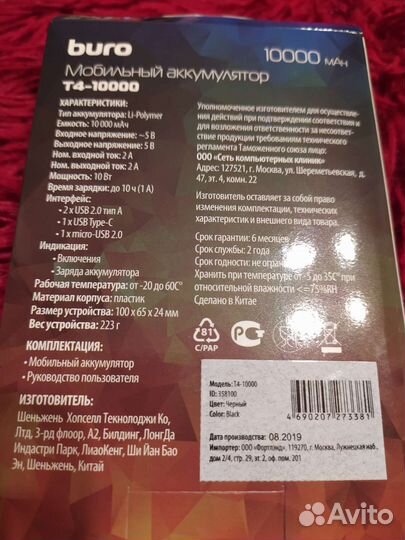 buro
10000 мАч
Мобильный аккумулятор
T4-10000
ХАРАКТЕРИСТИКИ:
Тип аккумулятора: Li-Polymer
Емкость: 10 000 мАч
Входное напряжение: ~5 В
Выходное напряжение: 5 В
Ном. входной ток: 2 А
Ном. выходной ток: 2 А
Мощность: 10 Вт
Время зарядки: до 10 ч (1 А)
Интерфейс:
• 2 x USB 2.0 тип А
• 1 x USB Type-C
• 1 x micro-USB 2.0
Индикация:
• Включения
• Заряда аккумулятора
Рабочая температура: от -20 до 60С°
Материал корпуса: пластик
Размер устройства: 100 x 65 x 24 мм
Вес устройства: 223 г
КОМПЛЕКТАЦИЯ:
• Мобильный аккумулятор
• Руководство пользователя
ИЗГОТОВИТЕЛЬ:
Шеньжень Хопселл Текнолоджи Ко,
Лтд, 3-рд флоор, А2, Билдинг, ЛонгДа
Индастри Парк, ЛиаоКенг, Ши Йан Бао
Эн, Шеньжень, Китай
Уполномоченное изготовителем для осуществле-
ния действий при подтверждении соответствия и
для возложения ответственности за несоответ-
ствие продукции требованиям технического
регламента Таможенного союза лицо:
ООО «Сеть компьютерных клиник»
Адрес: 127521, г. Москва, ул. Шереметьевская, д.
47, эт. 4, комн. 22
Изготовитель оставляет за собой право
изменения комплектации, технических
характеристик и внешнего вида товара.
Срок гарантии: 6 месяцев
Срок службы: 2 года
Срок годности: не ограничен
Хранить при температуре от -5 до 35С° при
относительной влажности <=75%RH
Сделано в Китае
81
C/PAP
Модель: T4-10000
ID: 358100
Цвет: Черный
Color: Black
4 690207 273381
Дата производства: 08.2019
Импортер: ООО «Фортлэнд», 119270, г. Москва, Лужнецкая наб.,
дом 2/4, стр. 29, эт. 2, оф. пом. 201
Avito